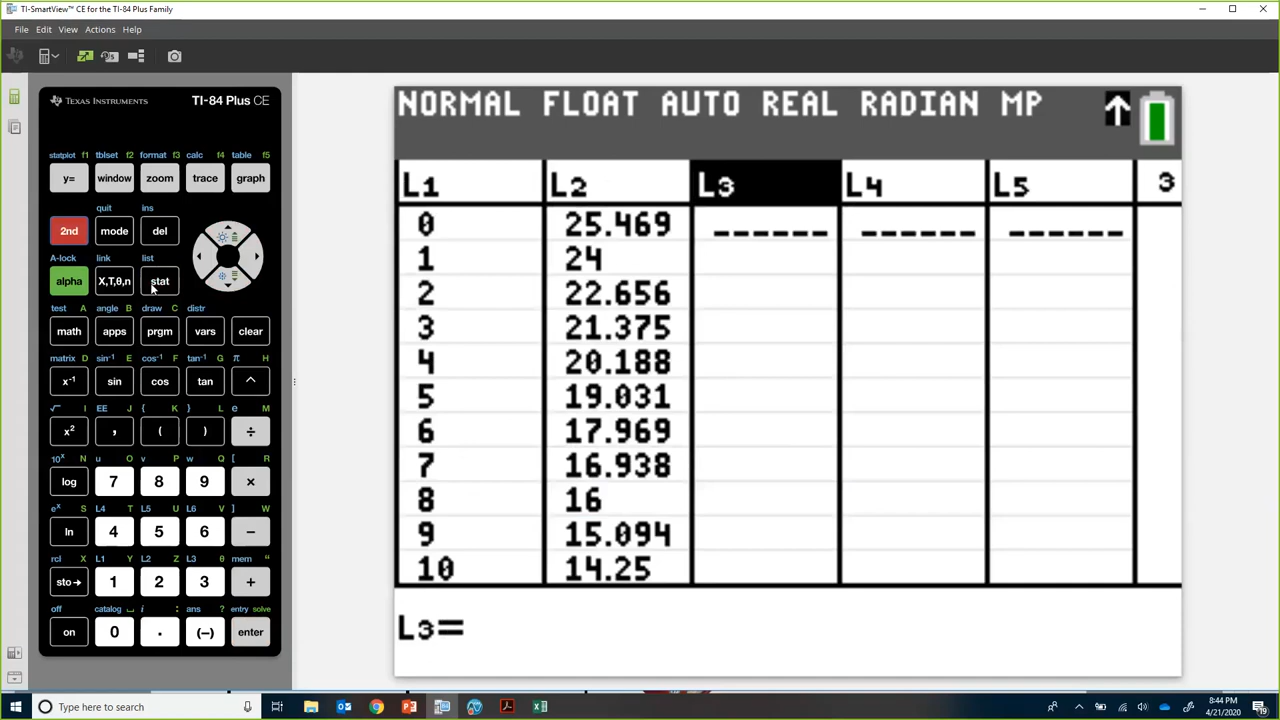 TI-SmartView™ CE for the TI-84 Plus Family
File Edit View Actions Help
TEXAS INSTRUMENTS TI-84 Plus CE
statplot f1 tblset f2 format f3 calc f4 table f5
y= window zoom trace graph
quit ins
2nd mode del
A-lock link list
alpha X,T,θ,n stat
test A angle B draw C distr
math apps prgm vars clear
matrix D sin⁻¹ E cos⁻¹ F tan⁻¹ G π H
x⁻¹ sin cos tan ^
√ I EE J { K } L e M
x² , ( ) ÷
10ˣ N u O v P w Q [ R
log 7 8 9 ×
eˣ S L4 T L5 U L6 V ] W
ln 4 5 6 −
rcl X L1 Y L2 Z L3 θ mem "
sto→ 1 2 3 +
off catalog i : ans ? entry solve
on 0 . (−) enter
NORMAL FLOAT AUTO REAL RADIAN MP
L1 L2 L3 L4 L5 3
0 25.469 ------ ------ ------
1 24
2 22.656
3 21.375
4 20.188
5 19.031
6 17.969
7 16.938
8 16
9 15.094
10 14.25
L3=
Type here to search
8:44 PM
4/21/2020
19